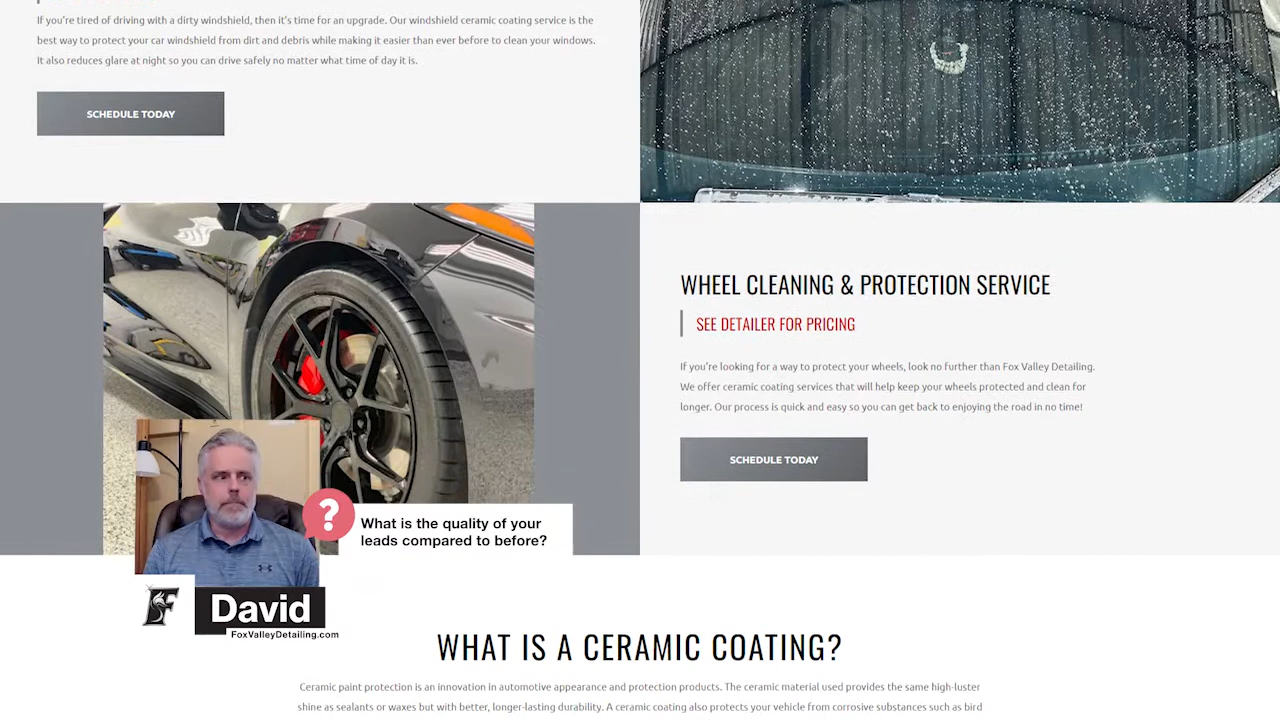 If you're tired of driving with a dirty windshield, then it's time for an upgrade. Our windshield ceramic coating service is the
best way to protect your car windshield from dirt and debris while making it easier than ever before to clean your windows.
It also reduces glare at night so you can drive safely no matter what time of day it is.
SCHEDULE TODAY
WHEEL CLEANING & PROTECTION SERVICE
SEE DETAILER FOR PRICING
If you're looking for a way to protect your wheels, look no further than Fox Valley Detailing.
We offer ceramic coating services that will help keep your wheels protected and clean for
longer. Our process is quick and easy so you can get back to enjoying the road in no time!
SCHEDULE TODAY
?
What is the quality of your
leads compared to before?
F
David
FoxValleyDetailing.com
WHAT IS A CERAMIC COATING?
Ceramic paint protection is an innovation in automotive appearance and protection products. The ceramic material used provides the same high-luster
shine as sealants or waxes but with better, longer-lasting durability. A ceramic coating also protects your vehicle from corrosive substances such as bird